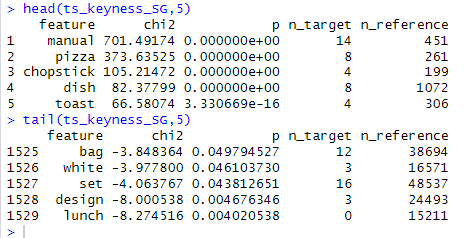 > head(ts_keyness_SG,5)
feature chi2 p n_target n_reference
1 manual 701.49174 0.000000e+00 14 451
2 pizza 373.63525 0.000000e+00 8 261
3 chopstick 105.21472 0.000000e+00 4 199
4 dish 82.37799 0.000000e+00 8 1072
5 toast 66.58074 3.330669e-16 4 306
> tail(ts_keyness_SG,5)
feature chi2 p n_target n_reference
1525 bag -3.848364 0.049794527 12 38694
1526 white -3.977800 0.046103730 3 16571
1527 set -4.063767 0.043812651 16 48537
1528 design -8.000538 0.004676346 3 24493
1529 lunch -8.274516 0.004020538 0 15211
>